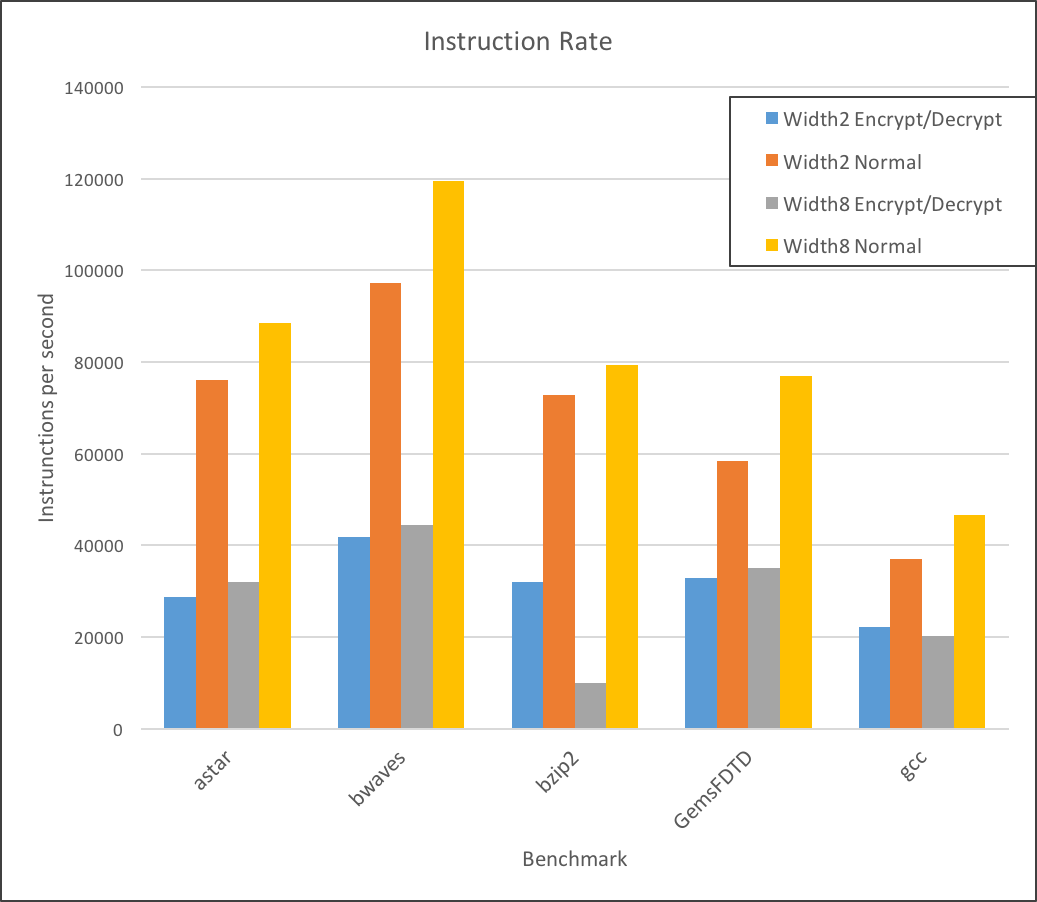 Instruction Rate
140000
120000
100000
80000
60000
40000
20000
0
Instrunctions per second
Width2 Encrypt/Decrypt
Width2 Normal
Width8 Encrypt/Decrypt
Width8 Normal
astar
bwaves
bzip2
GemsFDTD
gcc
Benchmark